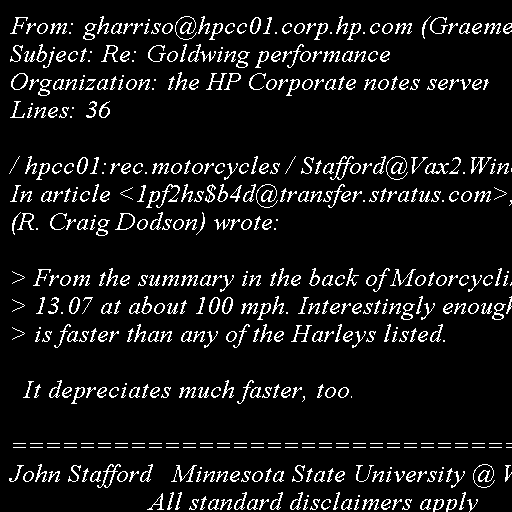 From: gharriso@hpcc01.corp.hp.com (Graeme
Subject: Re: Goldwing performance
Organization: the HP Corporate notes server
Lines: 36
/ hpcc01:rec.motorcycles / Stafford@Vax2.Win
In article <1pf2hs$b4d@transfer.stratus.com>,
(R. Craig Dodson) wrote:
> From the summary in the back of Motorcycli
> 13.07 at about 100 mph. Interestingly enough
> is faster than any of the Harleys listed.
It depreciates much faster, too.
==============================
John Stafford   Minnesota State University @ W
All standard disclaimers apply